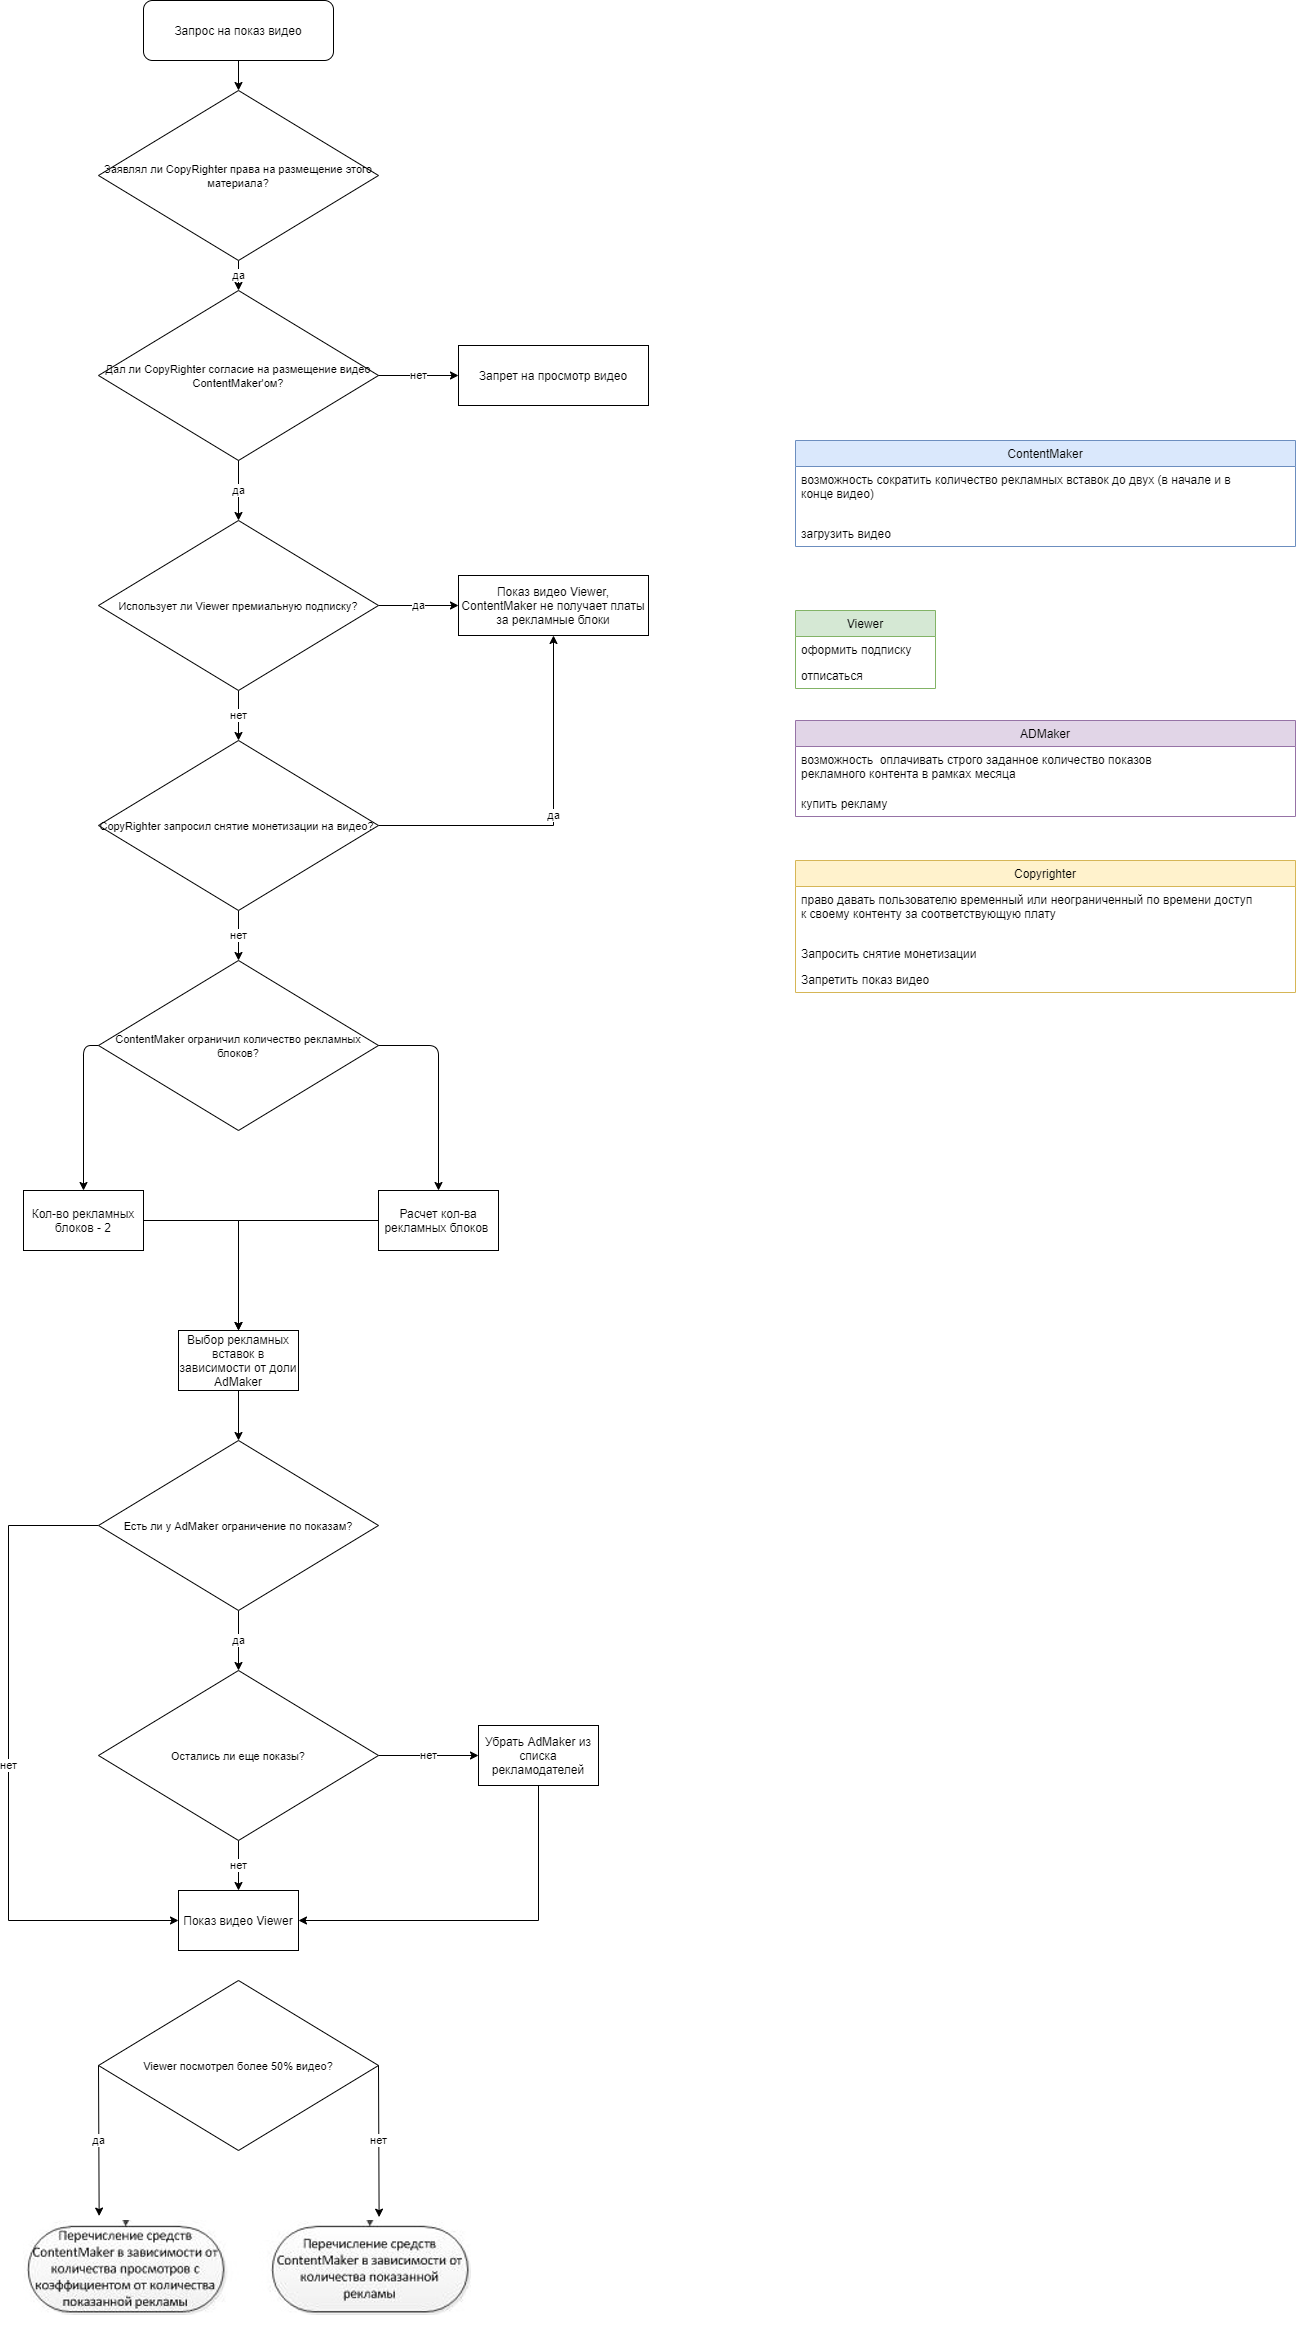 Запрос на показ видео
Заявлял ли CopyRighter права на размещение этого
материала?
да
Дал ли CopyRighter согласие на размещение видео
ContentMaker'ом?
нет
Запрет на просмотр видео
да
Использует ли Viewer премиальную подписку?
да
Показ видео Viewer,
ContentMaker не получает платы
за рекламные блоки
нет
CopyRighter запросил снятие монетизации на видео?
да
нет
ContentMaker ограничил количество рекламных
блоков?
Кол-во рекламных
блоков - 2
Расчет кол-ва
рекламных блоков
Выбор рекламных
вставок в
зависимости от доли
AdMaker
Есть ли у AdMaker ограничение по показам?
да
нет
Остались ли еще показы?
нет
Убрать AdMaker из
списка
рекламодателей
нет
Показ видео Viewer
Viewer посмотрел более 50% видео?
да
нет
Перечисление средств
ContentMaker в зависимости от
количества просмотров с
коэффициентом от количества
показанной рекламы
Перечисление средств
ContentMaker в зависимости от
количества показанной
рекламы
ContentMaker
возможность сократить количество рекламных вставок до двух (в начале и в
конце видео)
загрузить видео
Viewer
оформить подписку
отписаться
ADMaker
возможность  оплачивать строго заданное количество показов
рекламного контента в рамках месяца
купить рекламу
Copyrighter
право давать пользователю временный или неограниченный по времени доступ
к своему контенту за соответствующую плату
Запросить снятие монетизации
Запретить показ видео